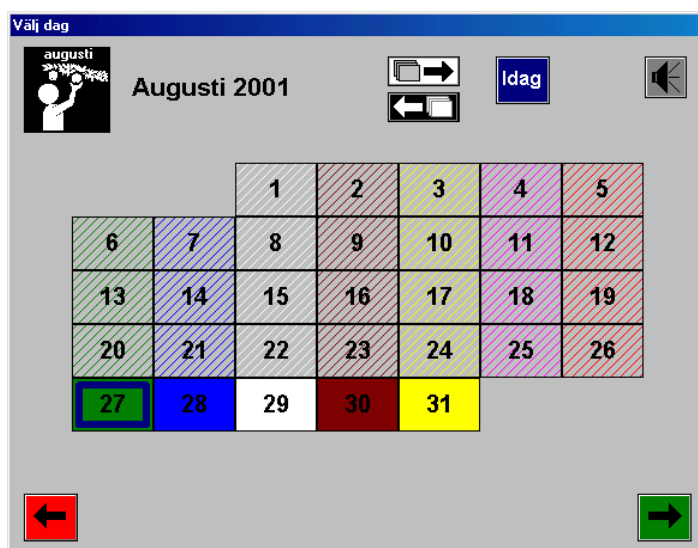 Välj dag
augusti
Augusti 2001
Idag
1 2 3 4 5
6 7 8 9 10 11 12
13 14 15 16 17 18 19
20 21 22 23 24 25 26
27 28 29 30 31